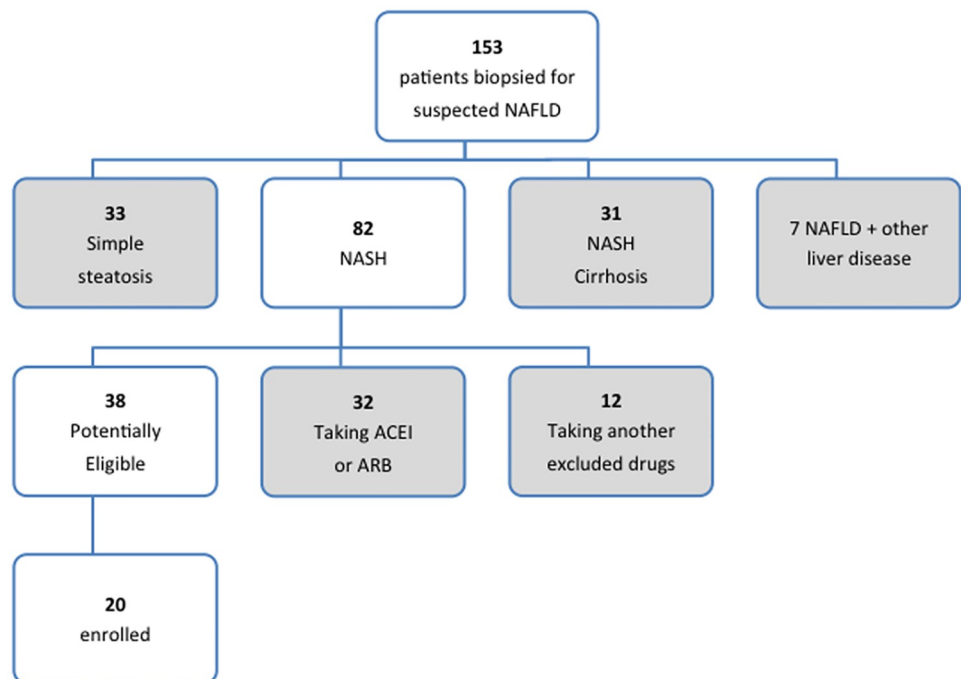 153
patients biopsied for
suspected NAFLD
33
Simple
steatosis
82
NASH
31
NASH
Cirrhosis
7 NAFLD + other
liver disease
38
Potentially
Eligible
32
Taking ACEI
or ARB
12
Taking another
excluded drugs
20
enrolled